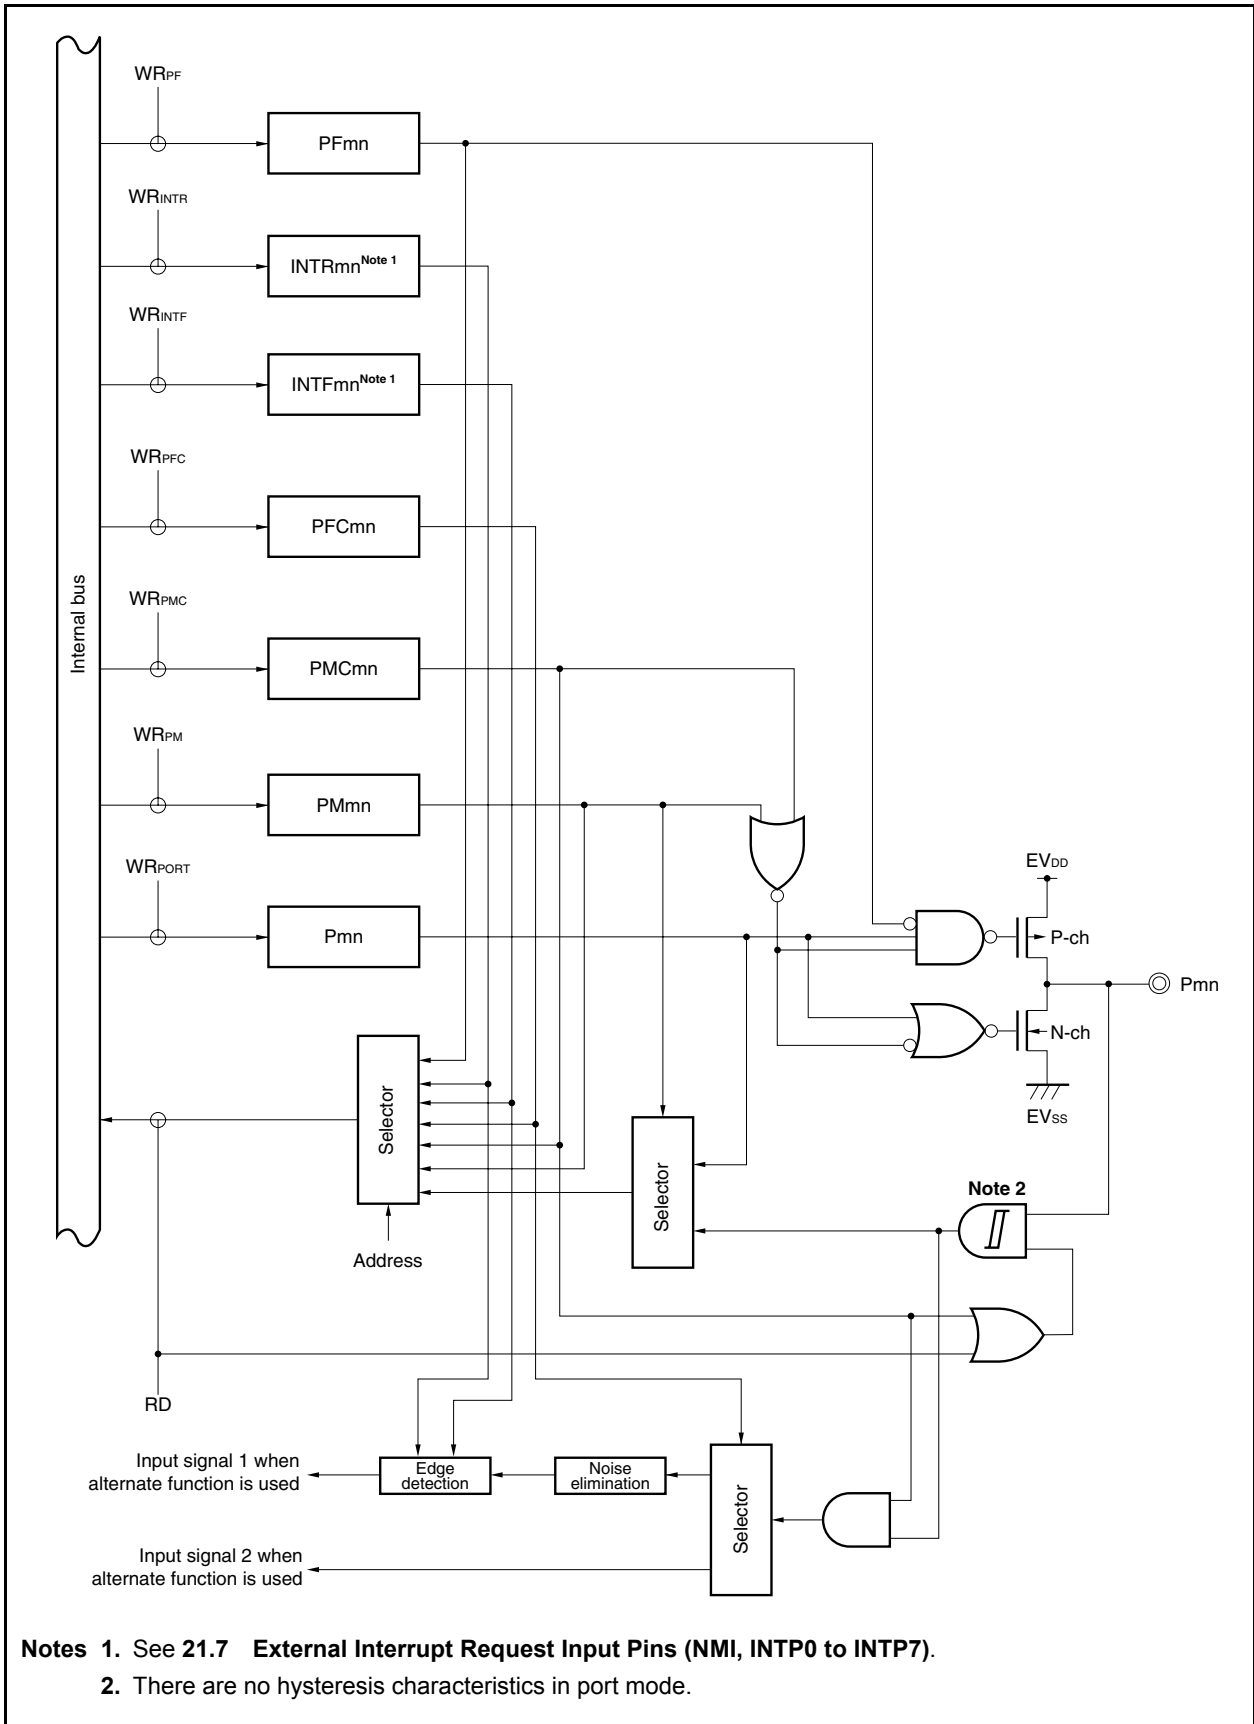 WRPF
PFmn
WRINTR
INTRmnNote 1
WRINTF
INTFmnNote 1
WRPFC
PFCmn
Internal bus
WRPMC
PMCmn
WRPM
PMmn
WRPORT
Pmn
EVDD
P-ch
Pmn
N-ch
EVSS
Selector
Address
Selector
Note 2
RD
Input signal 1 when
alternate function is used
Edge
detection
Noise
elimination
Selector
Input signal 2 when
alternate function is used
Notes 1. See 21.7 External Interrupt Request Input Pins (NMI, INTP0 to INTP7).
2. There are no hysteresis characteristics in port mode.